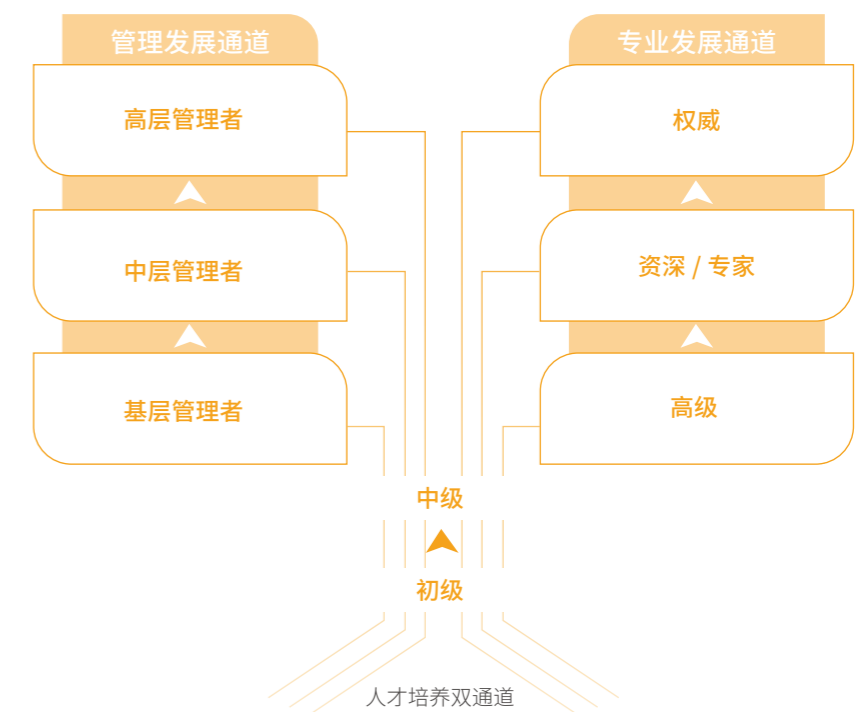 管理发展通道
高层管理者
中层管理者
基层管理者
专业发展通道
权威
资深 / 专家
高级
中级
初级
人才培养双通道